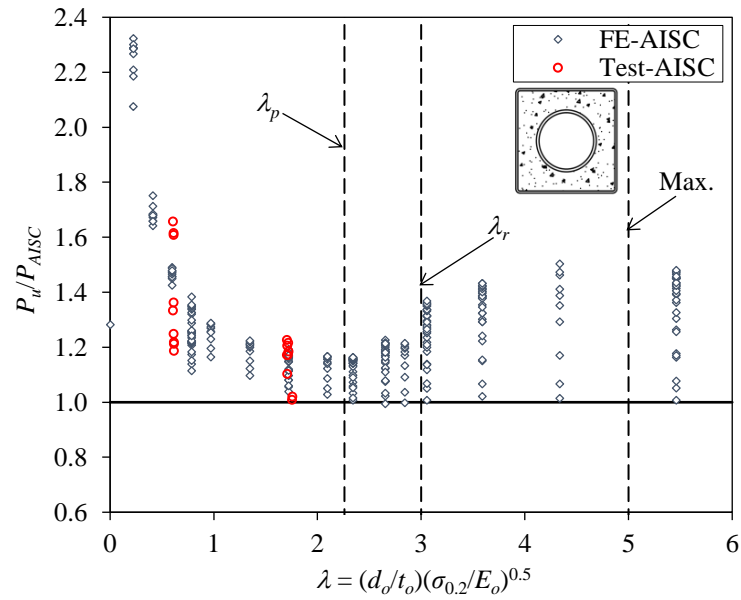 2.4
2.2
2.0
1.8
1.6
1.4
1.2
1.0
0.8
0.6
P_u/P_AISC
FE-AISC
Test-AISC
λ_p
λ_r
Max.
0 1 2 3 4 5 6
λ = (d_o/t_o)(σ_0.2/E_o)^0.5